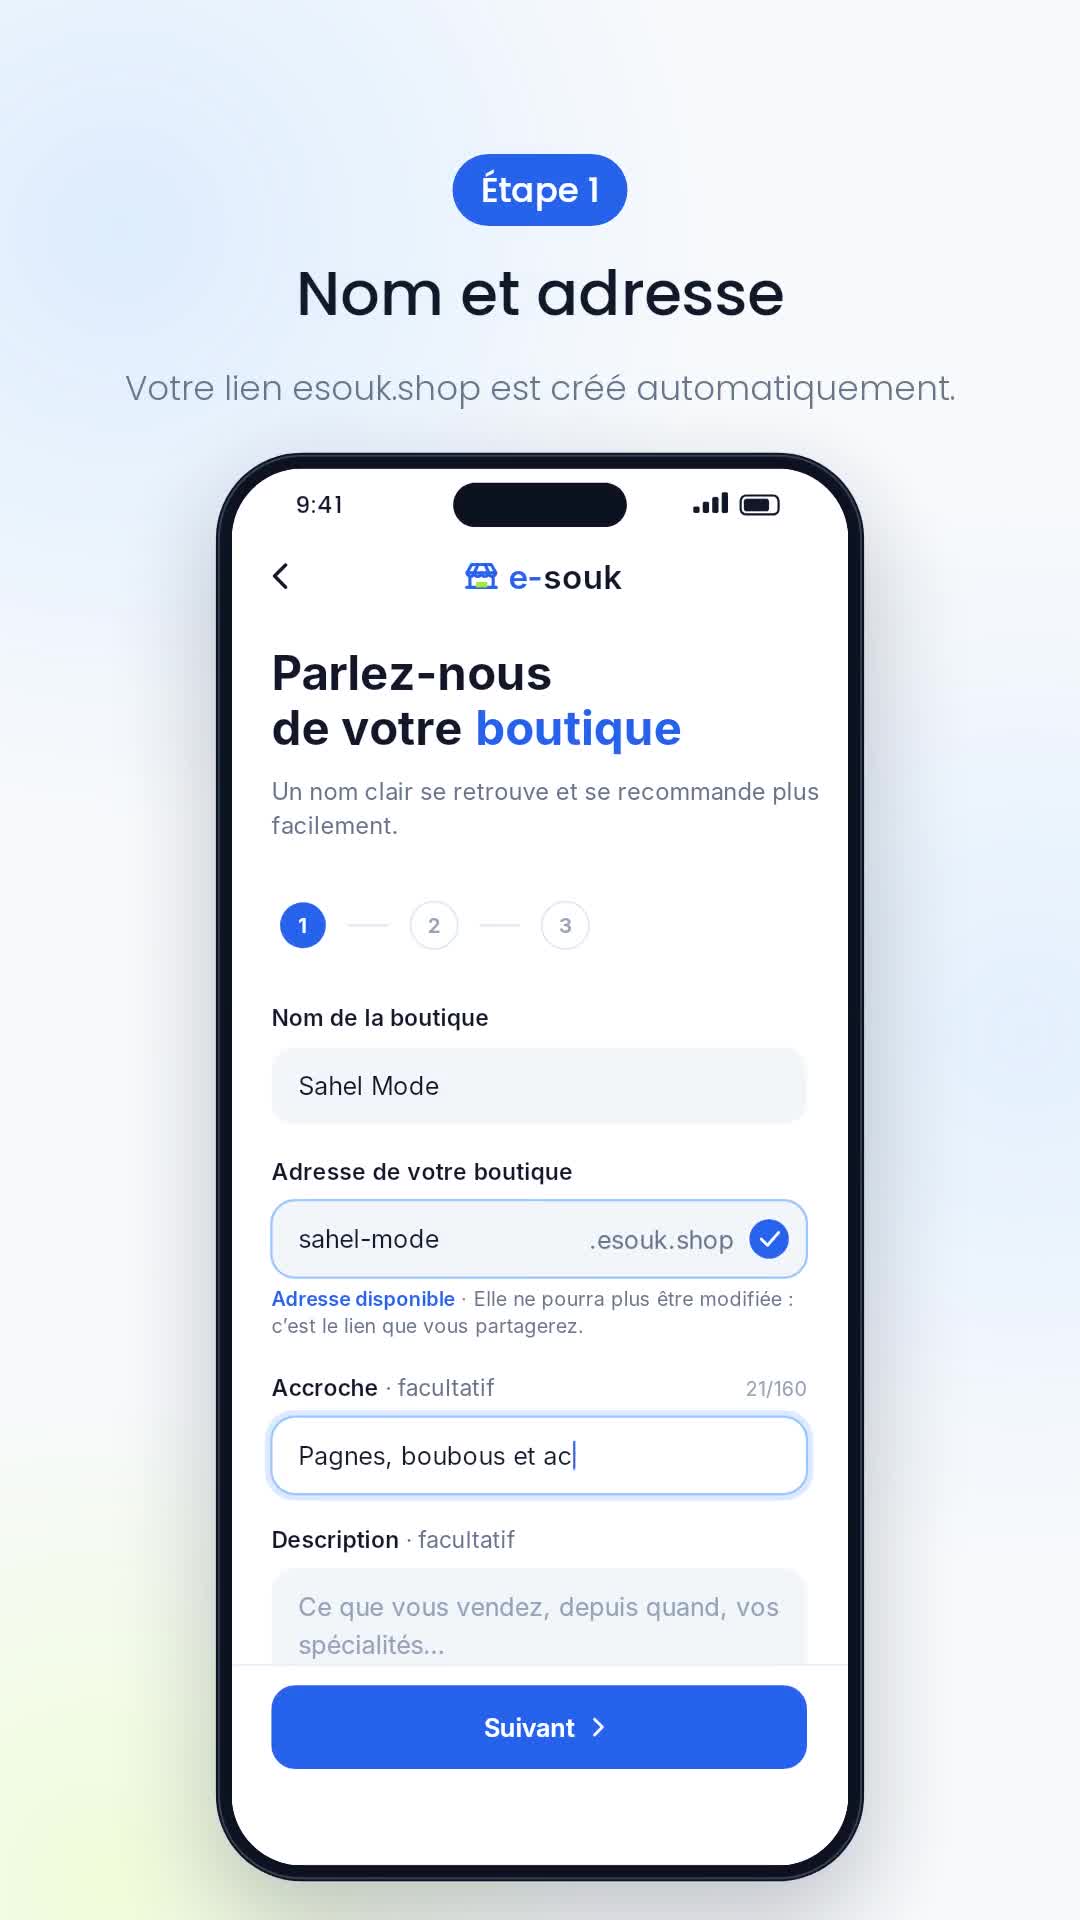 Étape 1
Nom et adresse
Votre lien esouk.shop est créé automatiquement.
9:41
e-souk
Parlez-nous
de votre boutique
Un nom clair se retrouve et se recommande plus
facilement.
1 2 3
Nom de la boutique
Sahel Mode
Adresse de votre boutique
sahel-mode .esouk.shop
Adresse disponible · Elle ne pourra plus être modifiée :
c’est le lien que vous partagerez.
Accroche · facultatif 21/160
Pagnes, boubous et ac
Description · facultatif
Ce que vous vendez, depuis quand, vos
spécialités...
Suivant